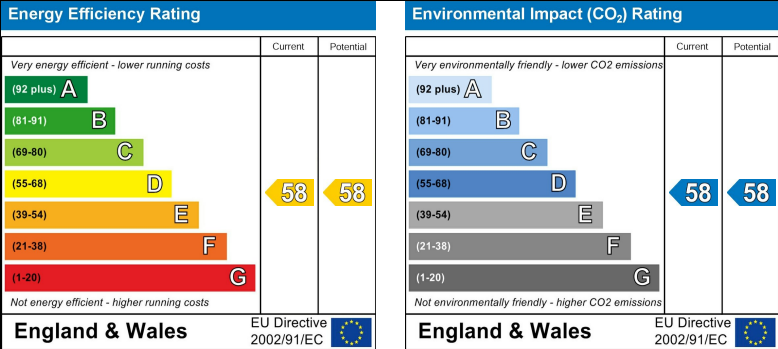 Energy Efficiency Rating
Current Potential
Very energy efficient - lower running costs
(92 plus) A
(81-91) B
(69-80) C
(55-68) D
58 58
(39-54) E
(21-38) F
(1-20) G
Not energy efficient - higher running costs
England & Wales
EU Directive
2002/91/EC
Environmental Impact (CO₂) Rating
Current Potential
Very environmentally friendly - lower CO2 emissions
(92 plus) A
(81-91) B
(69-80) C
(55-68) D
58 58
(39-54) E
(21-38) F
(1-20) G
Not environmentally friendly - higher CO2 emissions
England & Wales
EU Directive
2002/91/EC